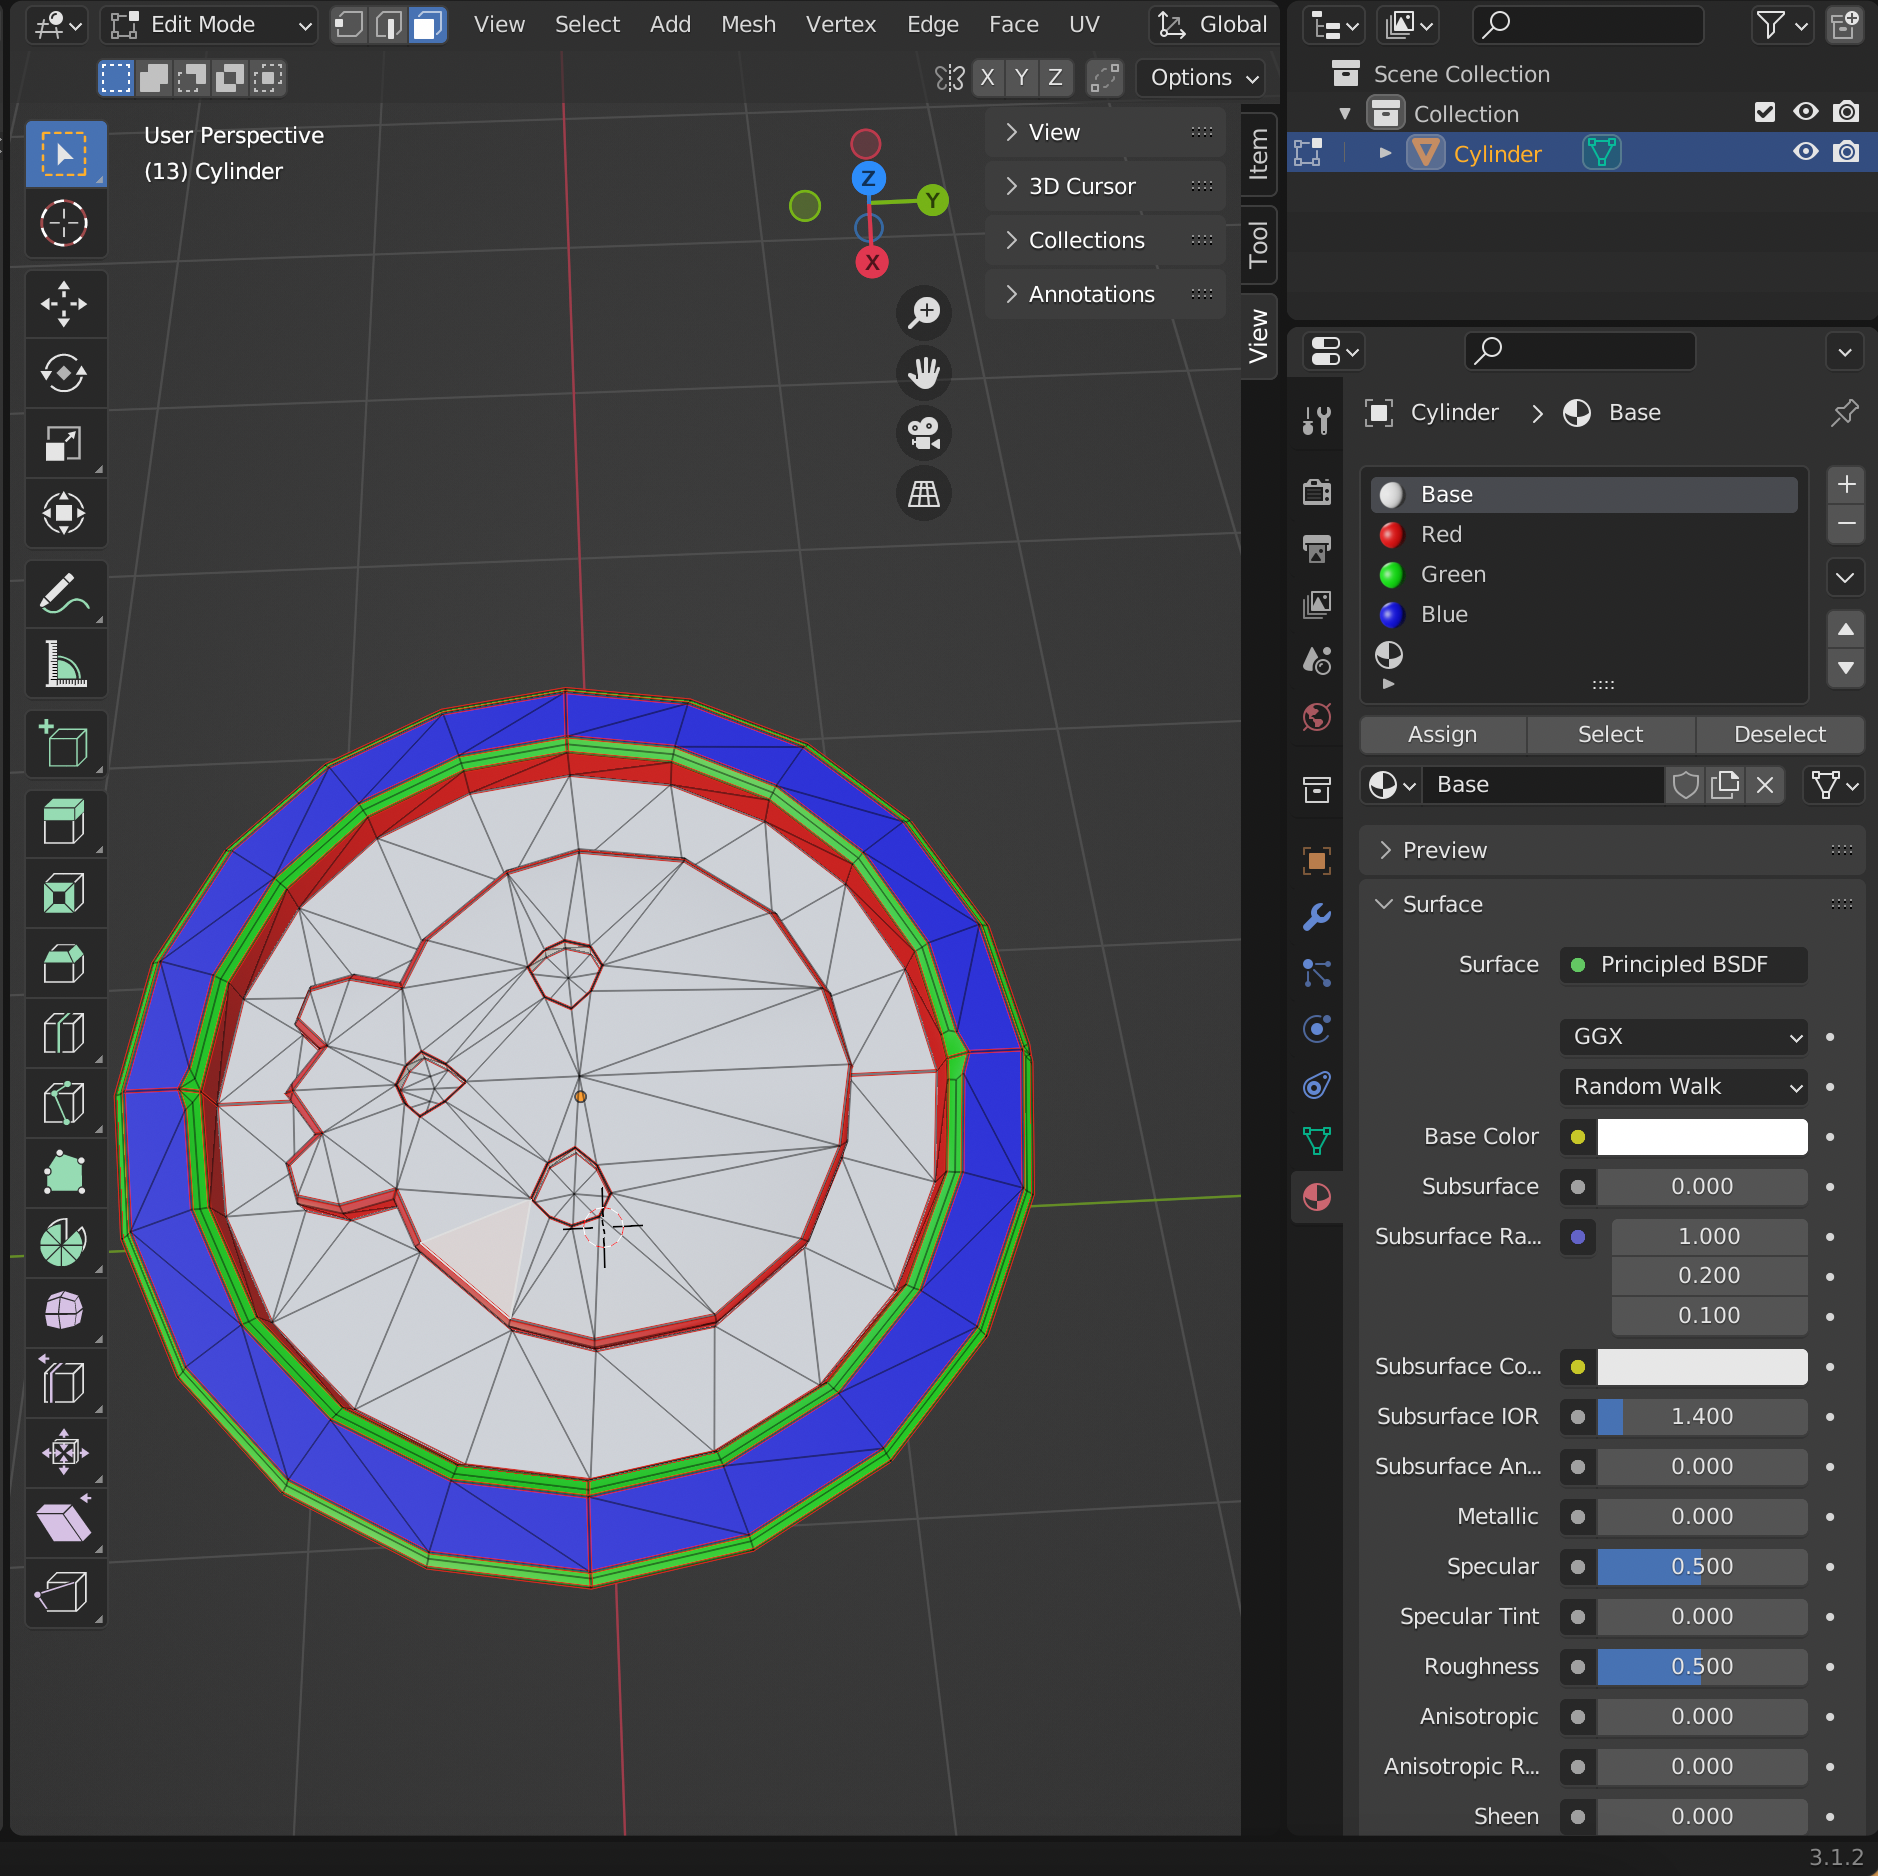 Edit Mode
View Select Add Mesh Vertex Edge Face UV
Global
X Y Z
Options
User Perspective
(13) Cylinder
Z
Y
X
View
3D Cursor
Collections
Annotations
Item
Tool
View
Scene Collection
Collection
Cylinder
Cylinder
Base
Base
Red
Green
Blue
Assign Select Deselect
Base
Preview
Surface
Surface Principled BSDF
GGX
Random Walk
Base Color
Subsurface 0.000
Subsurface Ra... 1.000
0.200
0.100
Subsurface Co...
Subsurface IOR 1.400
Subsurface An... 0.000
Metallic 0.000
Specular 0.500
Specular Tint 0.000
Roughness 0.500
Anisotropic 0.000
Anisotropic R... 0.000
Sheen 0.000
3.1.2